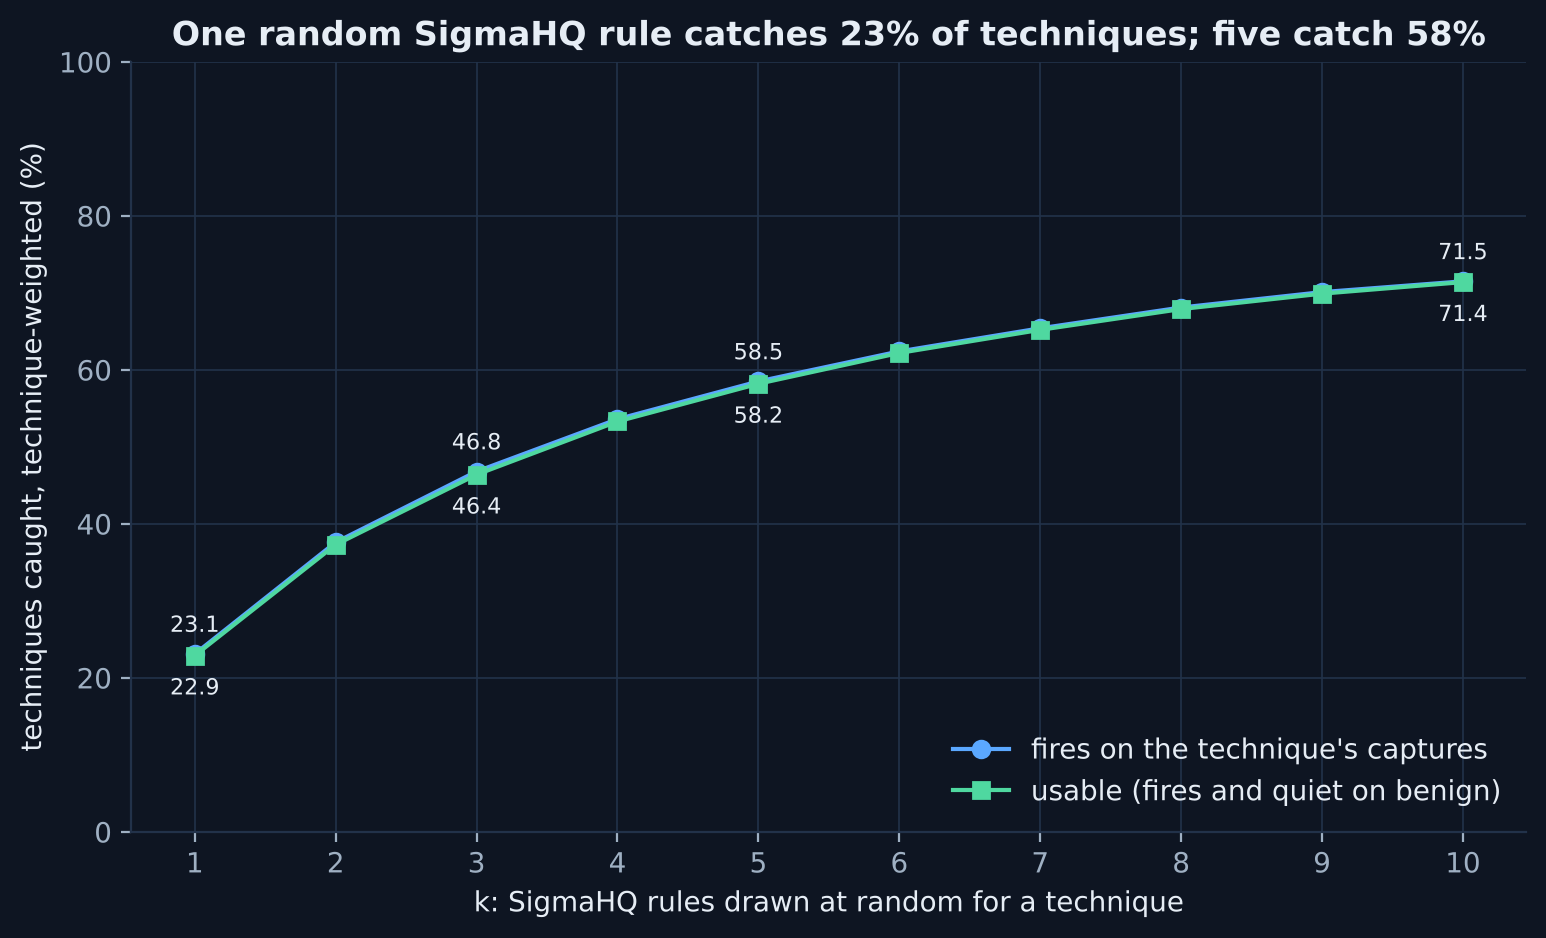 One random SigmaHQ rule catches 23% of techniques; five catch 58%
techniques caught, technique-weighted (%)
100
80
60
40
20
0
23.1
22.9
46.8
46.4
58.5
58.2
71.5
71.4
fires on the technique's captures
usable (fires and quiet on benign)
1 2 3 4 5 6 7 8 9 10
k: SigmaHQ rules drawn at random for a technique